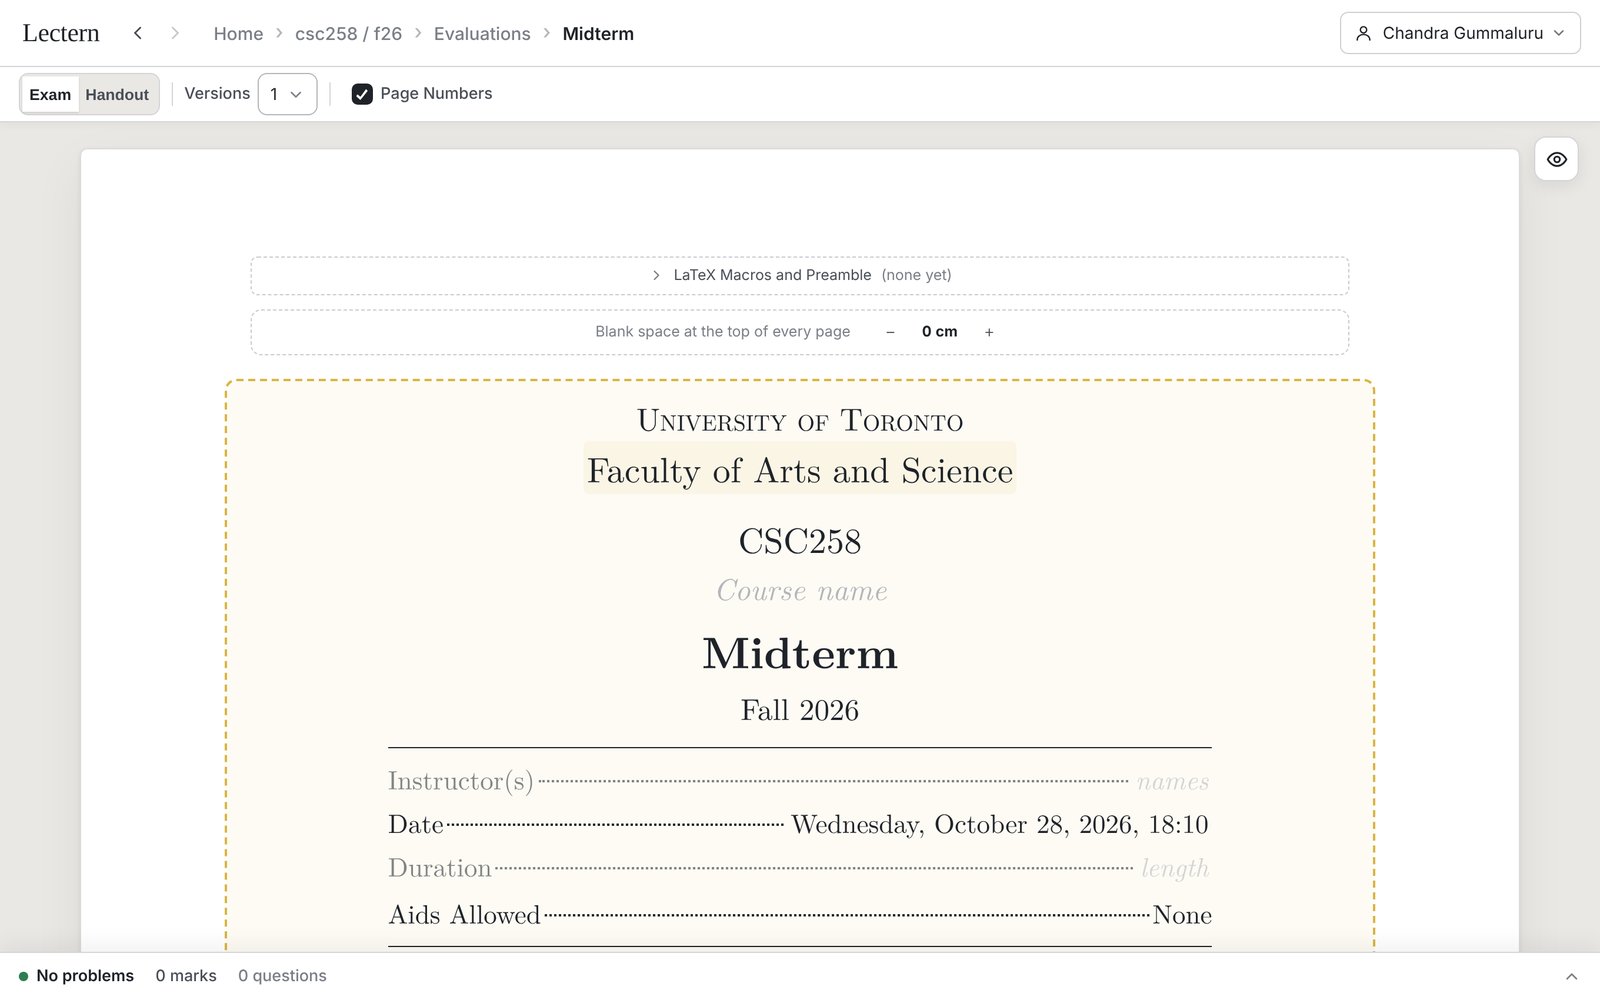 Lectern Home csc258 / f26 Evaluations Midterm Chandra Gummaluru
Exam Handout Versions 1 Page Numbers
LaTeX Macros and Preamble (none yet)
Blank space at the top of every page − 0 cm +
University of Toronto
Faculty of Arts and Science
CSC258
Course name
Midterm
Fall 2026
Instructor(s) names
Date Wednesday, October 28, 2026, 18:10
Duration length
Aids Allowed None
No problems 0 marks 0 questions